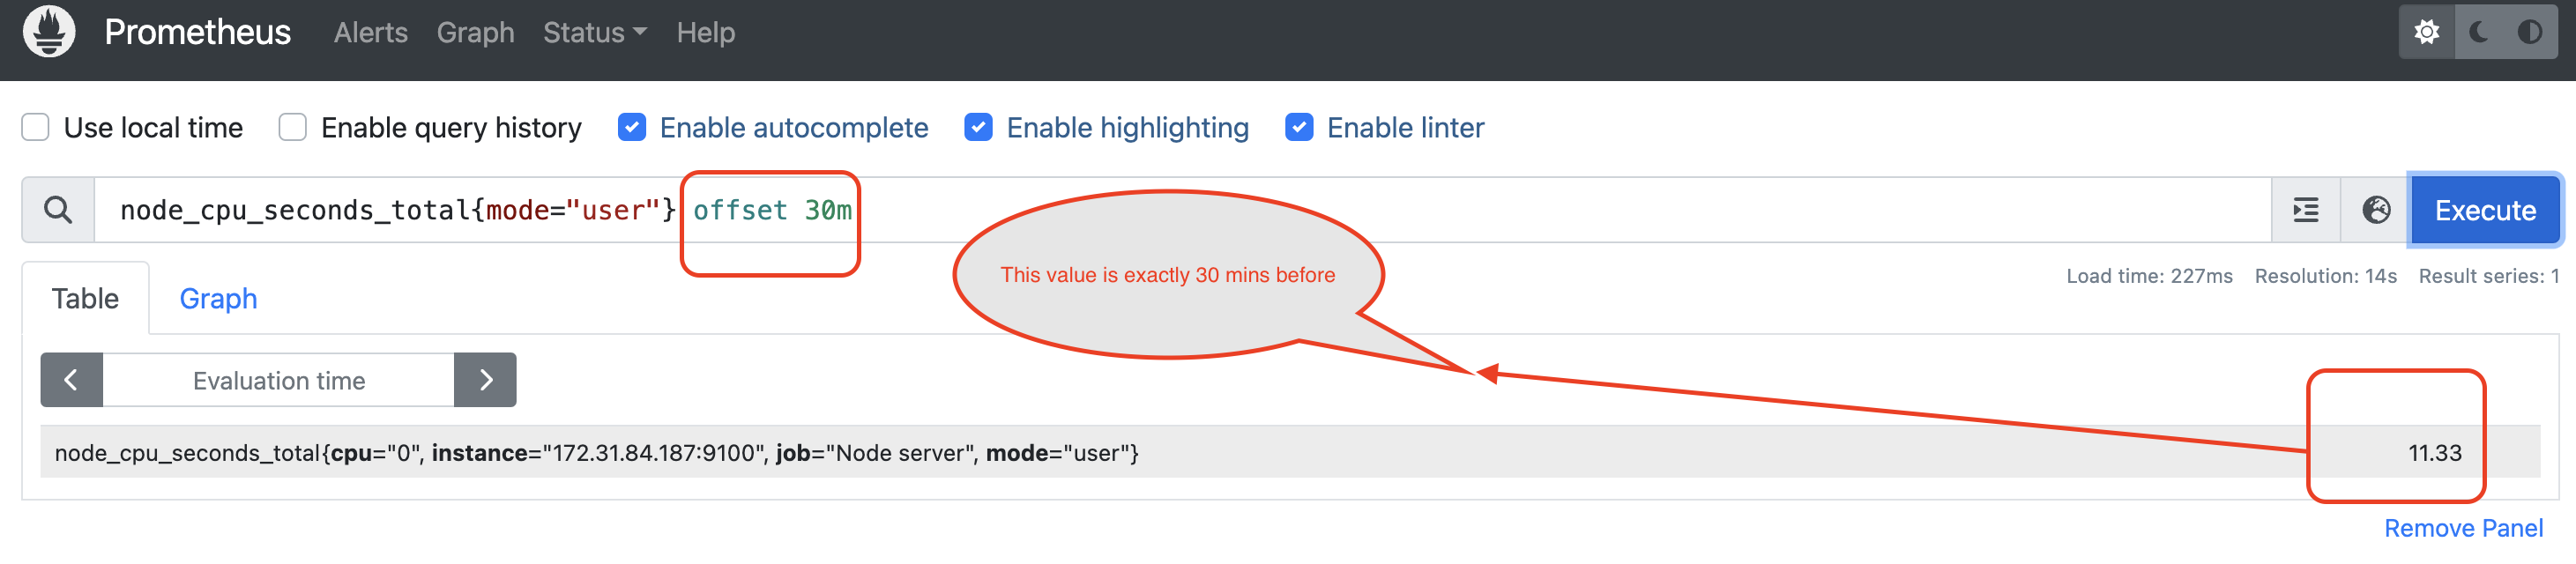 Prometheus Alerts Graph Status Help
Use local time Enable query history Enable autocomplete Enable highlighting Enable linter
node_cpu_seconds_total{mode="user"} offset 30m Execute
This value is exactly 30 mins before
Load time: 227ms Resolution: 14s Result series: 1
Table Graph
Evaluation time
node_cpu_seconds_total{cpu="0", instance="172.31.84.187:9100", job="Node server", mode="user"} 11.33
Remove Panel